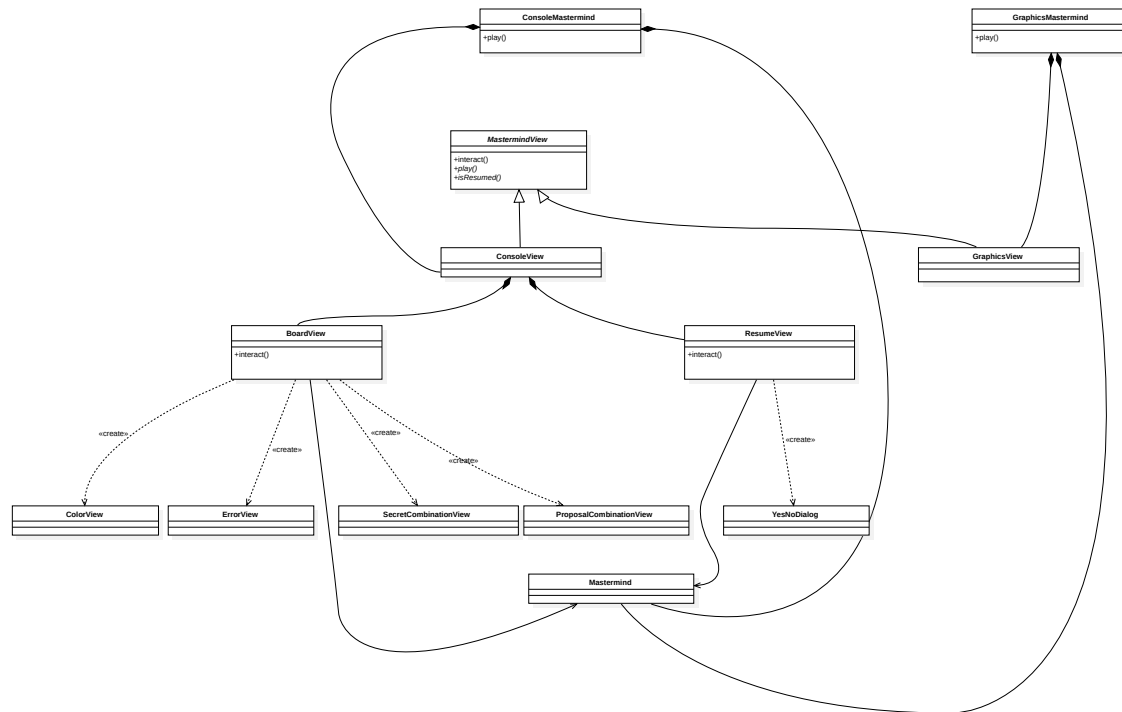 ConsoleMastermind
+play()
GraphicsMastermind
+play()
MastermindView
+interact()
+play()
+isResumed()
ConsoleView
GraphicsView
BoardView
+interact()
ResumeView
+interact()
«create»
«create»
«create»
«create»
«create»
ColorView
ErrorView
SecretCombinationView
ProposalCombinationView
YesNoDialog
Mastermind